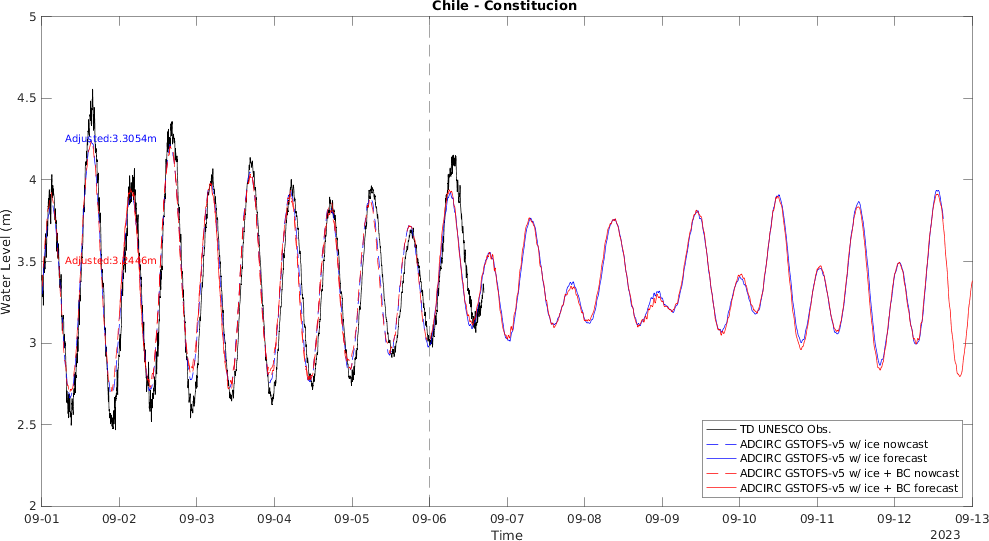 Chile - Constitucion
5
4.5
4
3.5
3
2.5
2
Water Level (m)
Adjusted:3.3054m
Adjusted:3.2446m
TD UNESCO Obs.
ADCIRC GSTOFS-v5 w/ ice nowcast
ADCIRC GSTOFS-v5 w/ ice forecast
ADCIRC GSTOFS-v5 w/ ice + BC nowcast
ADCIRC GSTOFS-v5 w/ ice + BC forecast
09-01 09-02 09-03 09-04 09-05 09-06 09-07 09-08 09-09 09-10 09-11 09-12 09-13
Time
2023